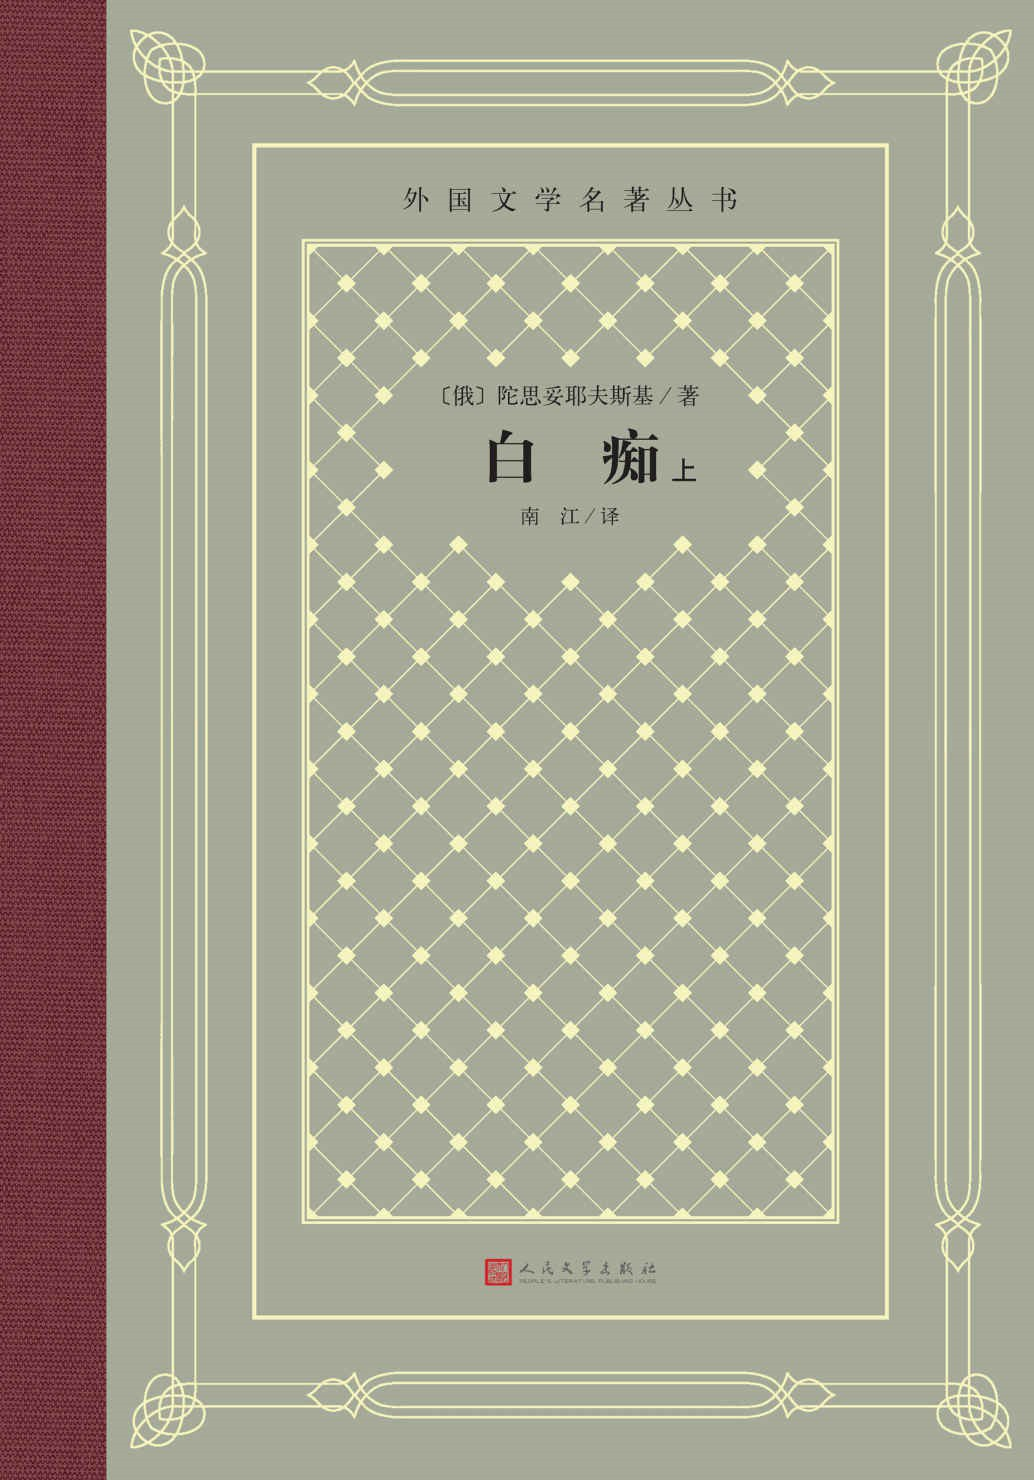 外国文学名著丛书
〔俄〕陀思妥耶夫斯基/著
白 痴 上
南 江/译
人民文学出版社
PEOPLE'S LITERATURE PUBLISHING HOUSE